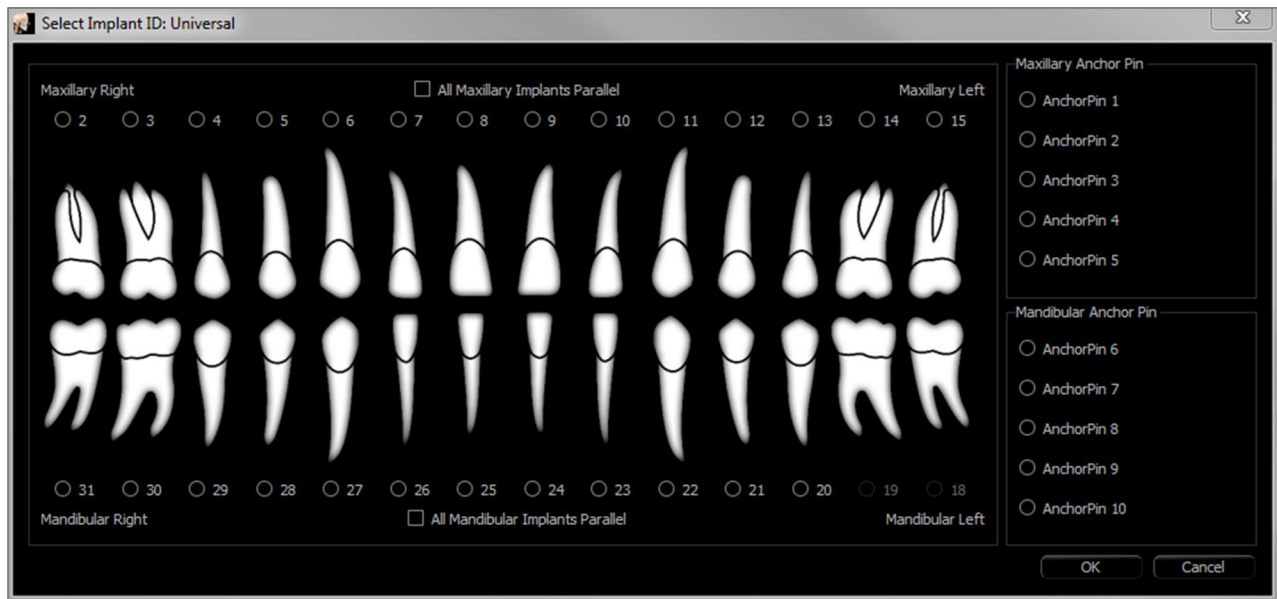 Select Implant ID: Universal
Maxillary Right
All Maxillary Implants Parallel
Maxillary Left
2 3 4 5 6 7 8 9 10 11 12 13 14 15
31 30 29 28 27 26 25 24 23 22 21 20 19 18
Mandibular Right
All Mandibular Implants Parallel
Mandibular Left
Maxillary Anchor Pin
AnchorPin 1
AnchorPin 2
AnchorPin 3
AnchorPin 4
AnchorPin 5
Mandibular Anchor Pin
AnchorPin 6
AnchorPin 7
AnchorPin 8
AnchorPin 9
AnchorPin 10
OK
Cancel